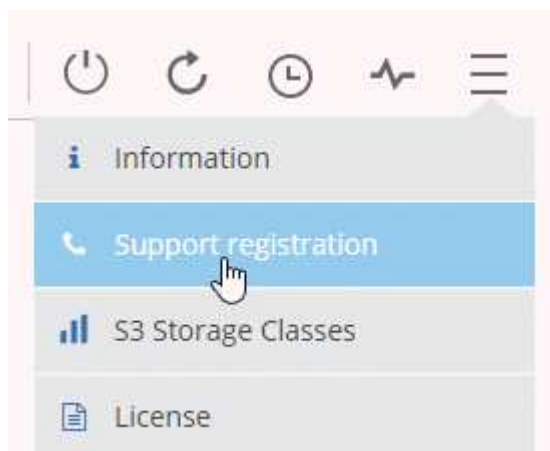 Information
Support registration
S3 Storage Classes
License